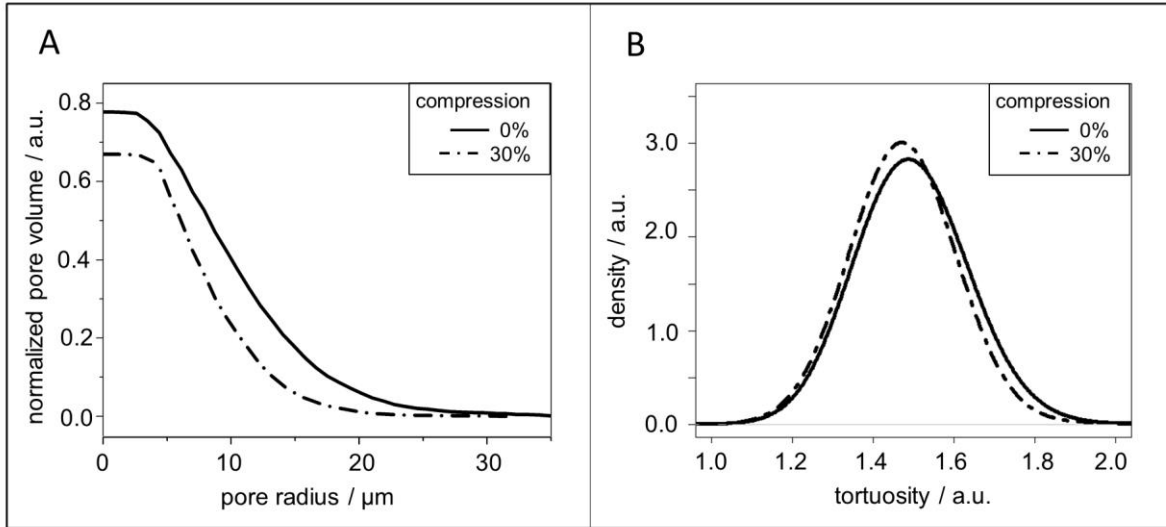 A
compression
0%
30%
normalized pore volume / a.u.
0.8
0.6
0.4
0.2
0.0
0 10 20 30
pore radius / µm
B
compression
0%
30%
density / a.u.
3.0
2.0
1.0
0.0
1.0 1.2 1.4 1.6 1.8 2.0
tortuosity / a.u.